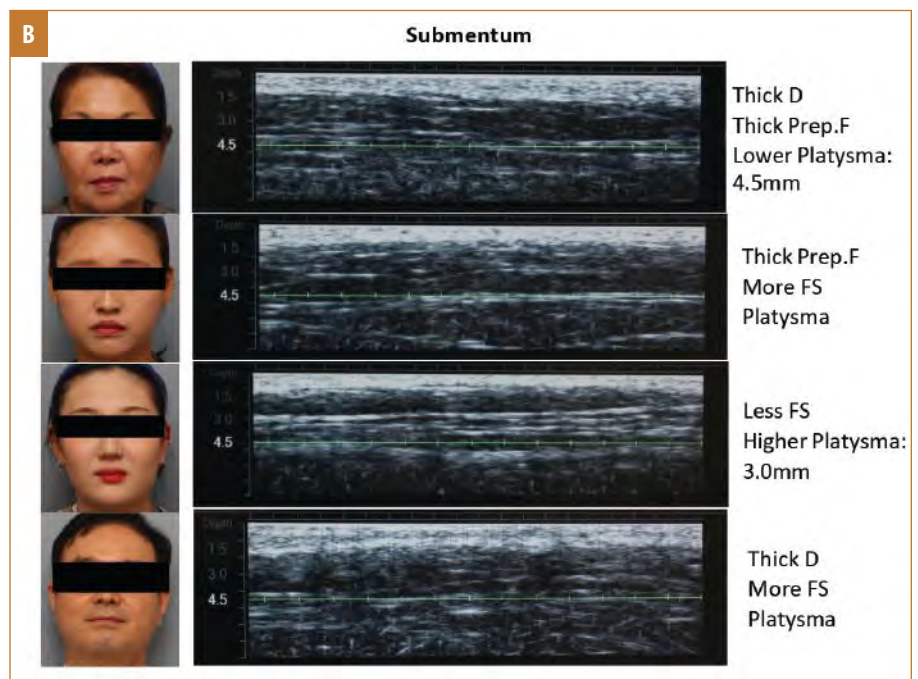 B
Submentum
Depth
1.5
3.0
4.5
Thick D
Thick Prep.F
Lower Platysma:
4.5mm
Depth
1.5
3.0
4.5
Thick Prep.F
More FS
Platysma
1.5
3.0
4.5
Less FS
Higher Platysma:
3.0mm
Depth
1.5
3.0
4.5
Thick D
More FS
Platysma